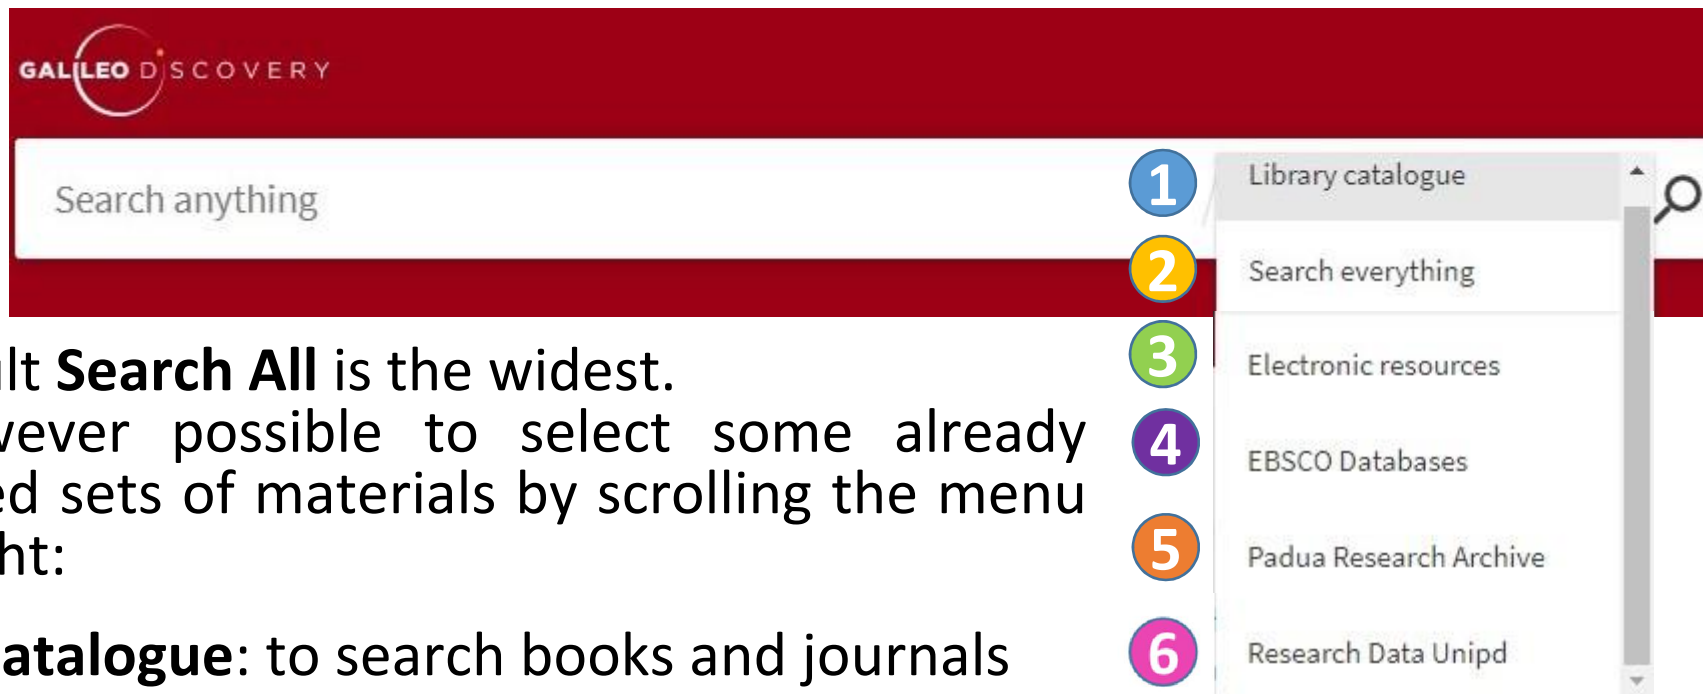 GALILEO DISCOVERY
Search anything
1 Library catalogue
2 Search everything
3 Electronic resources
4 EBSCO Databases
5 Padua Research Archive
6 Research Data Unipd
ult Search All is the widest.
wever possible to select some already
ed sets of materials by scrolling the menu
ht:
atalogue: to search books and journals